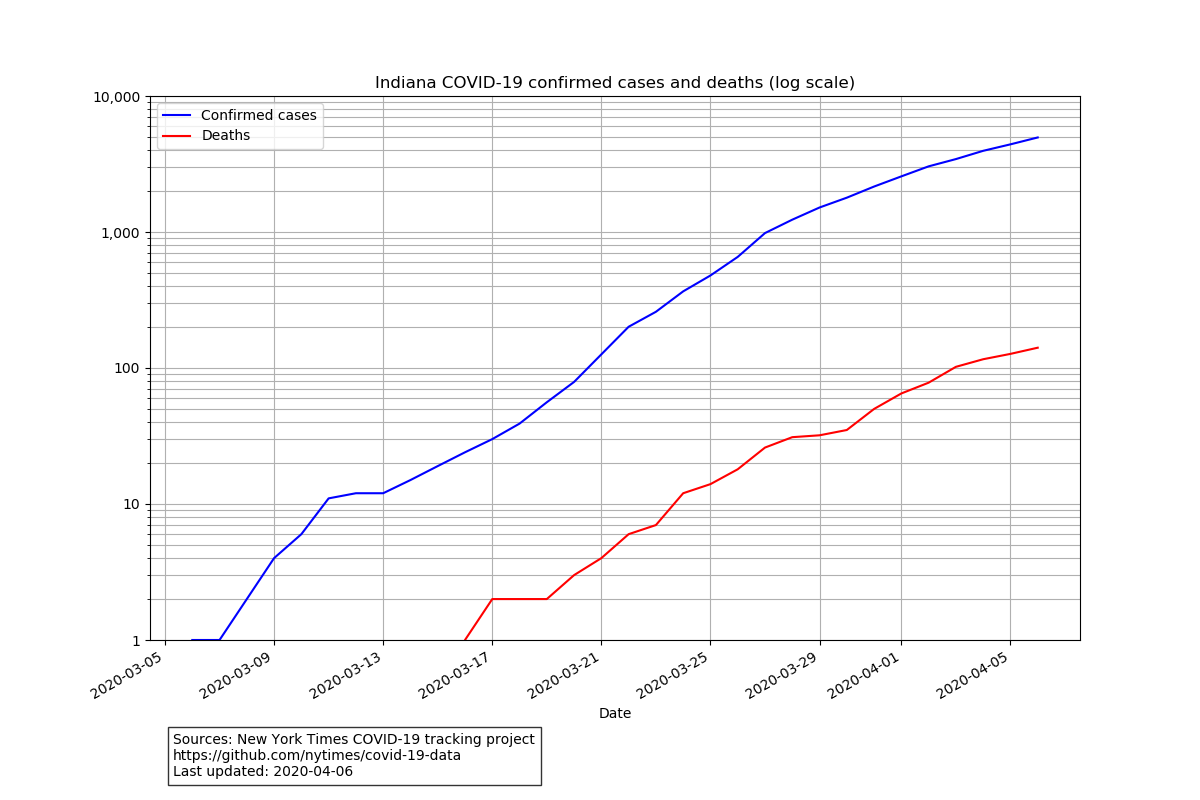 Indiana COVID-19 confirmed cases and deaths (log scale)
10,000
1,000
100
10
1
Confirmed cases
Deaths
2020-03-05
2020-03-09
2020-03-13
2020-03-17
2020-03-21
2020-03-25
2020-03-29
2020-04-01
2020-04-05
Date
Sources: New York Times COVID-19 tracking project
https://github.com/nytimes/covid-19-data
Last updated: 2020-04-06